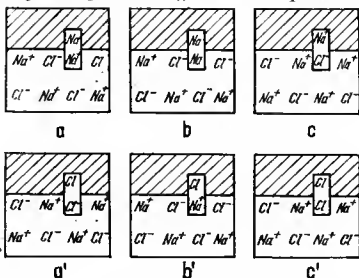 Na Na Na⁺
Na⁺ Cl⁻ Na⁺ Cl Na⁺ Cl⁻ Na Cl⁻ Cl⁻ Na⁺ Cl⁻ Na⁺
Cl⁻ Na⁺ Cl⁻ Na⁺ Cl⁻ Na⁺ Cl⁻ Na⁺ Na⁺ Cl⁻ Na⁺ Cl⁻
a b c
Cl Cl Cl
Cl⁻ Na⁺ Cl Na⁺ Na⁺ Cl⁻ Na⁺ Cl⁻ Cl⁻ Na⁺ Cl Na⁺
Na⁺ Cl⁻ Na⁺ Cl⁻ Cl⁻ Na⁺ Cl⁻ Na⁺ Na⁺ Cl⁻ Na⁺ Cl⁻
a' b' c'